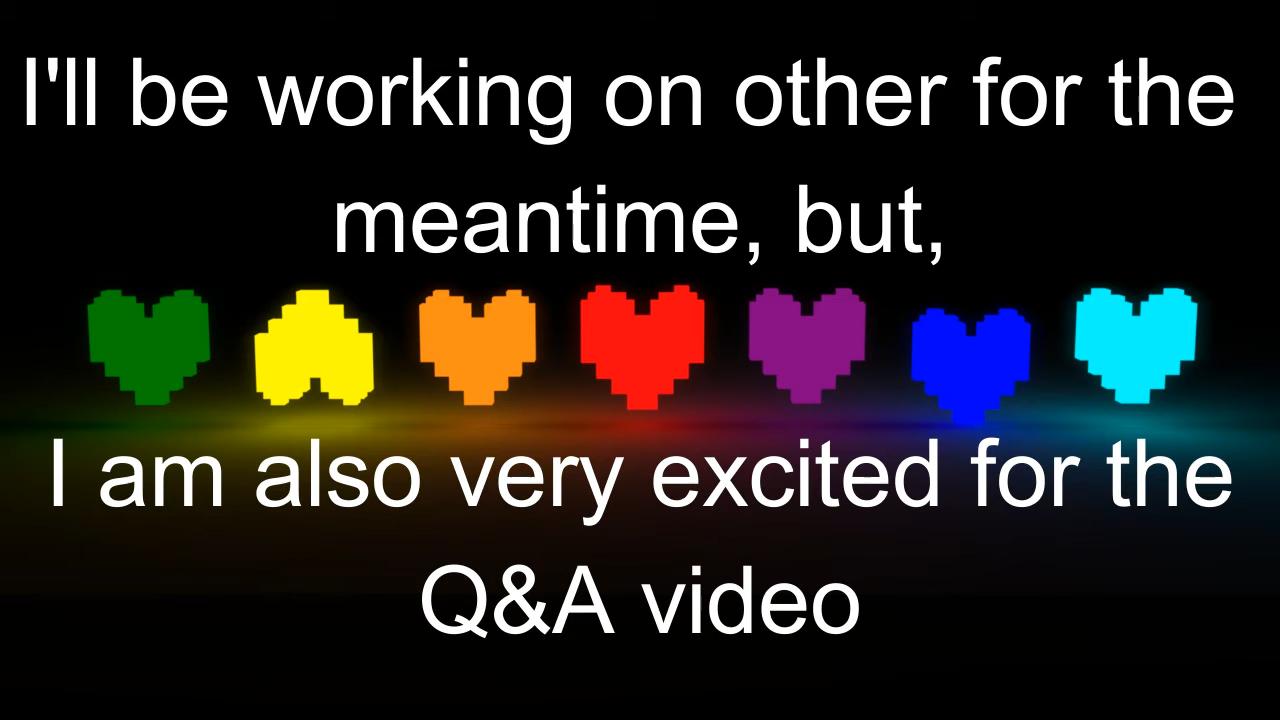 I'll be working on other for the
meantime, but,
I am also very excited for the
Q&A video